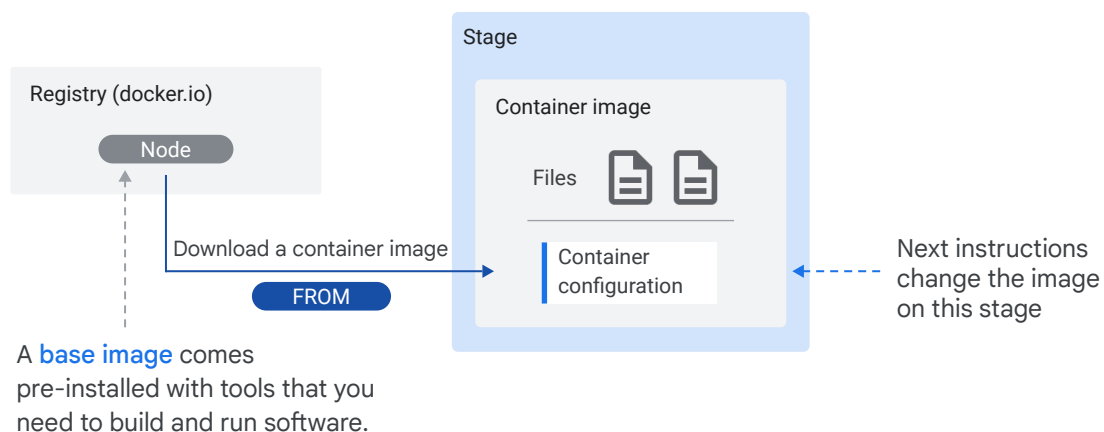 Stage
Registry (docker.io)
Node
Container image
Files
Download a container image
FROM
Container
configuration
Next instructions
change the image
on this stage
A base image comes
pre-installed with tools that you
need to build and run software.